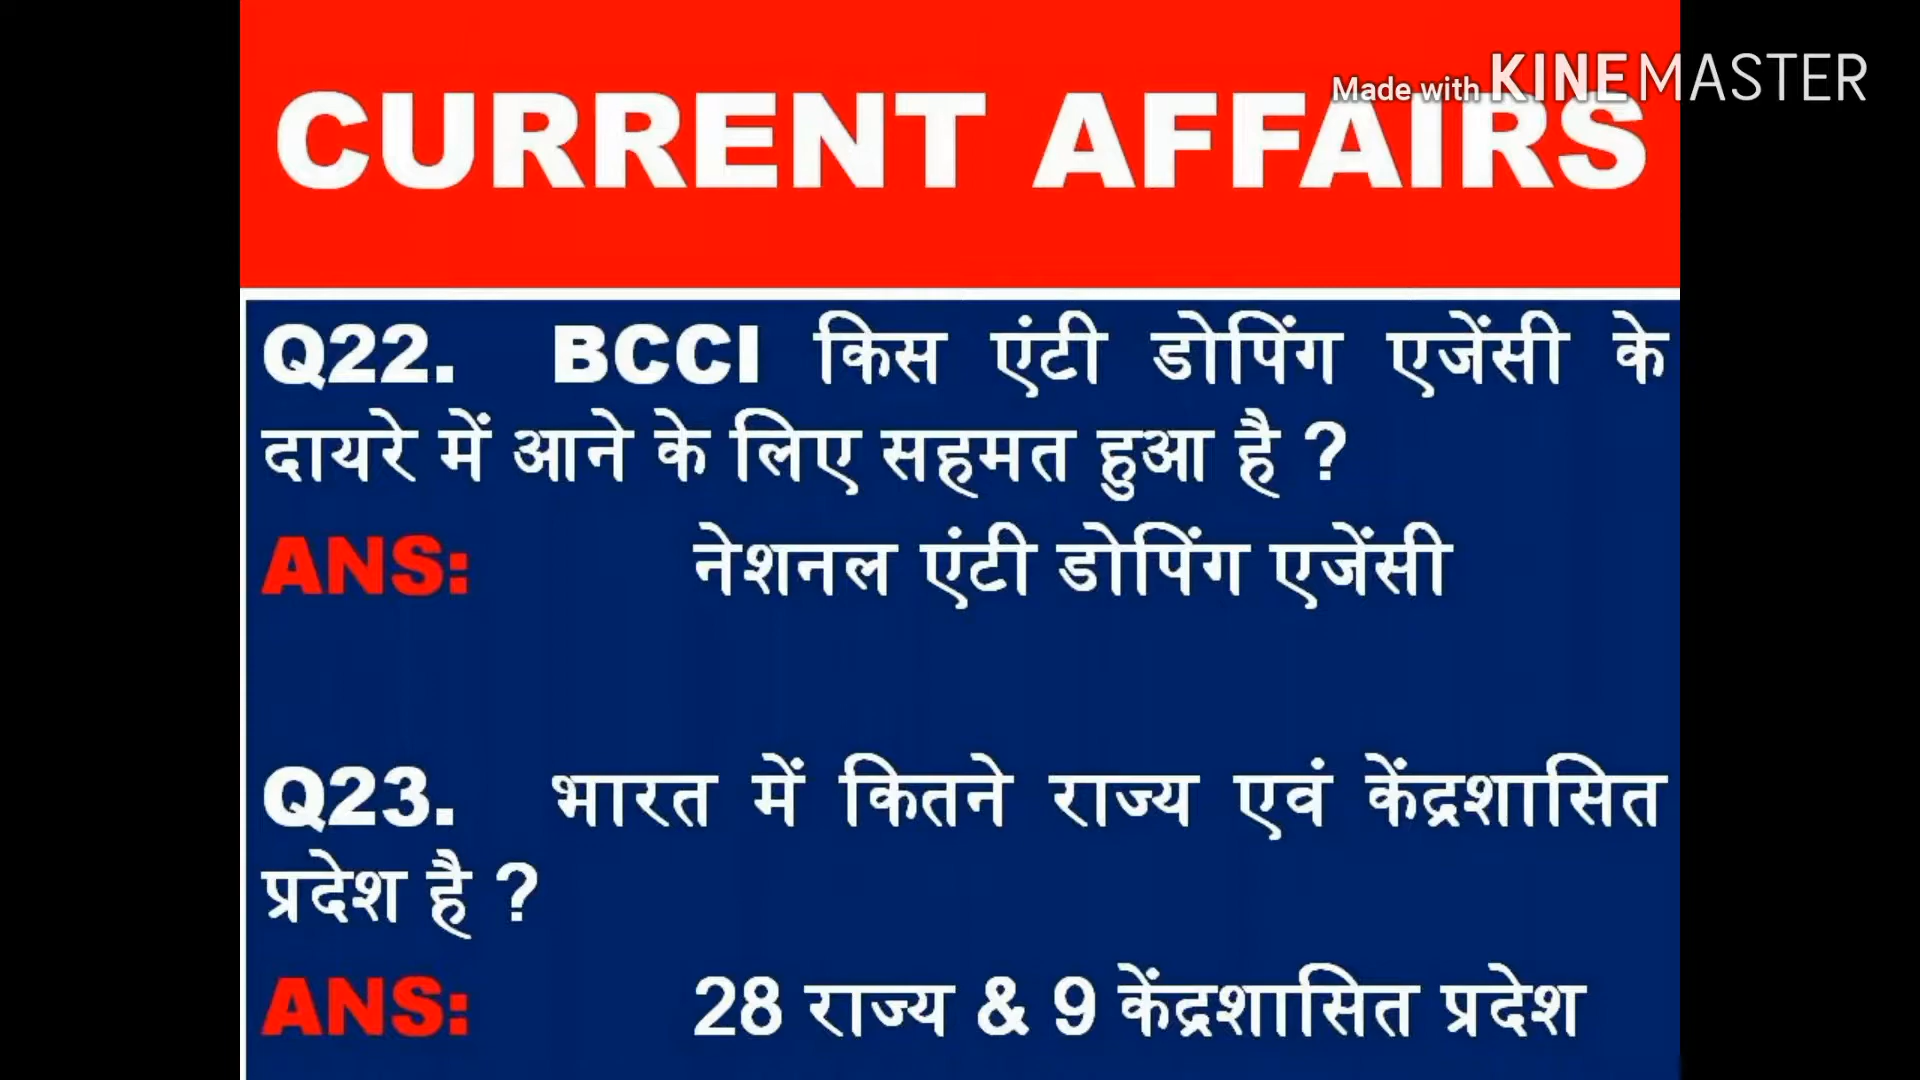 Made with KINEMASTER
CURRENT AFFAIRS
Q22. BCCI किस एंटी डोपिंग एजेंसी के
दायरे में आने के लिए सहमत हुआ है ?
ANS: नेशनल एंटी डोपिंग एजेंसी
Q23. भारत में कितने राज्य एवं केंद्रशासित
प्रदेश है ?
ANS: 28 राज्य & 9 केंद्रशासित प्रदेश